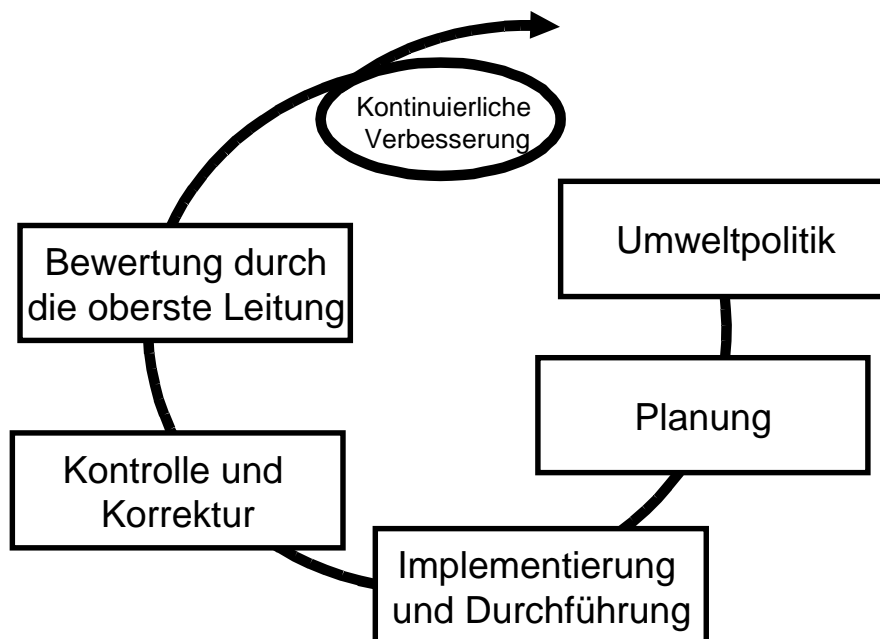 Kontinuierliche
Verbesserung
Umweltpolitik
Bewertung durch
die oberste Leitung
Planung
Kontrolle und
Korrektur
Implementierung
und Durchführung